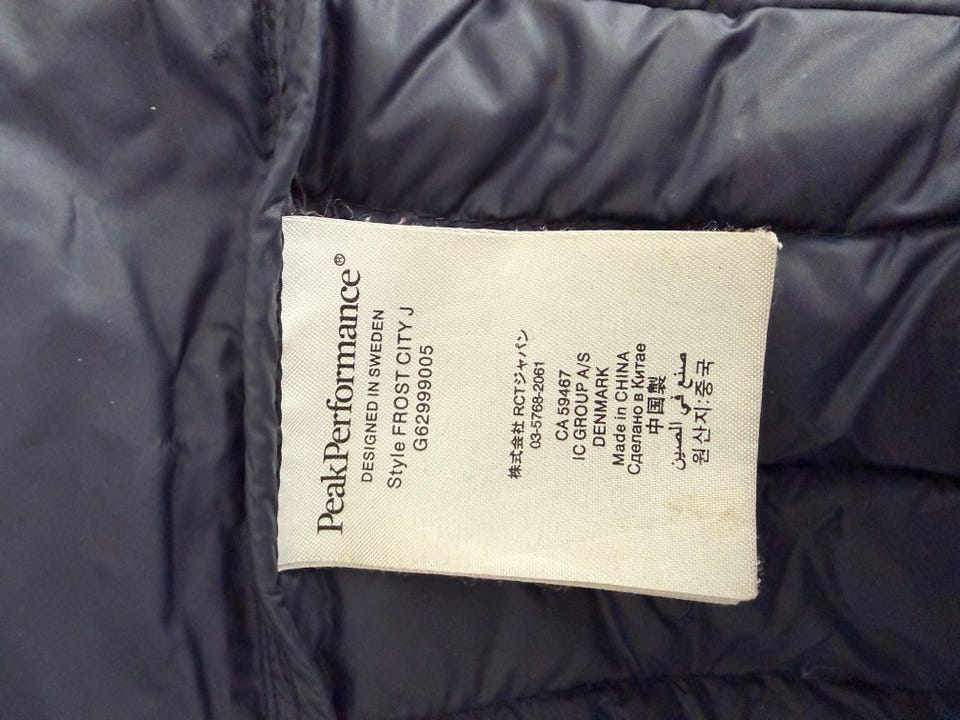 PeakPerformance®
DESIGNED IN SWEDEN
Style FROST CITY J
G62999005
株式会社 RCTジャパン
03-5768-2061
CA 59467
IC GROUP A/S
DENMARK
Made in CHINA
Сделано в Китае
中国製
صنع في الصين
원산지:중국